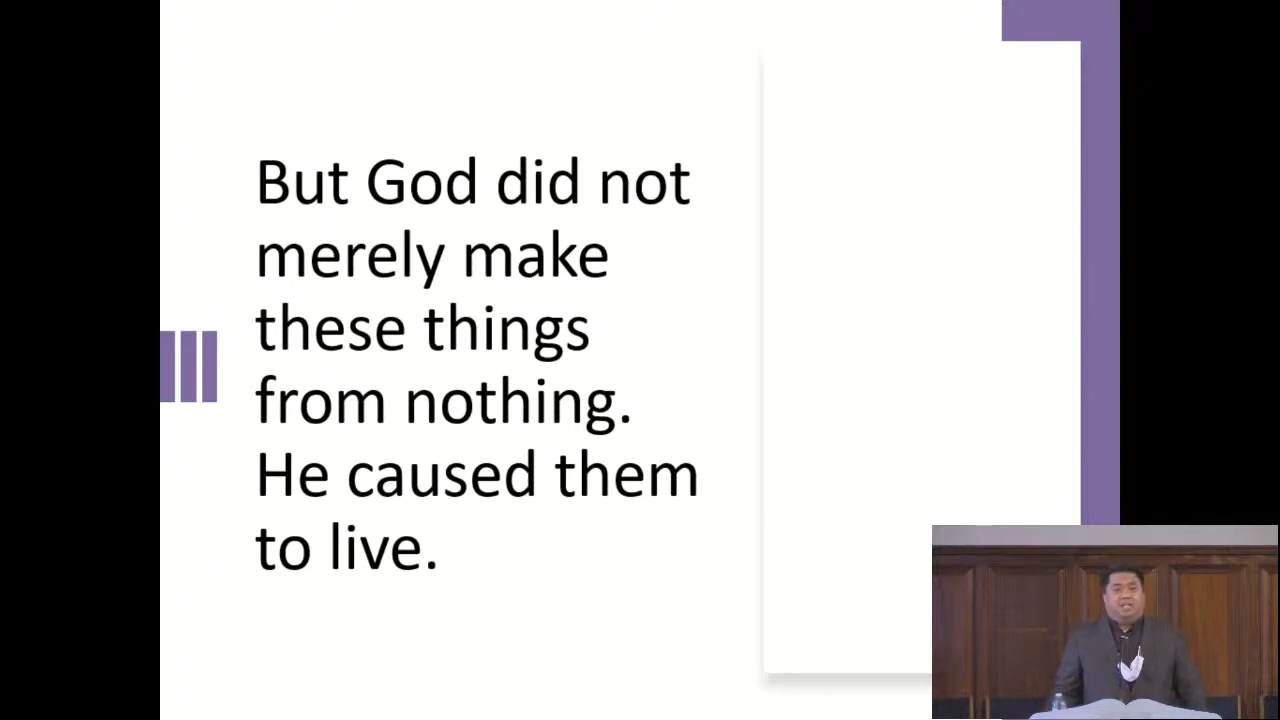 But God did not
merely make
these things
from nothing.
He caused them
to live.